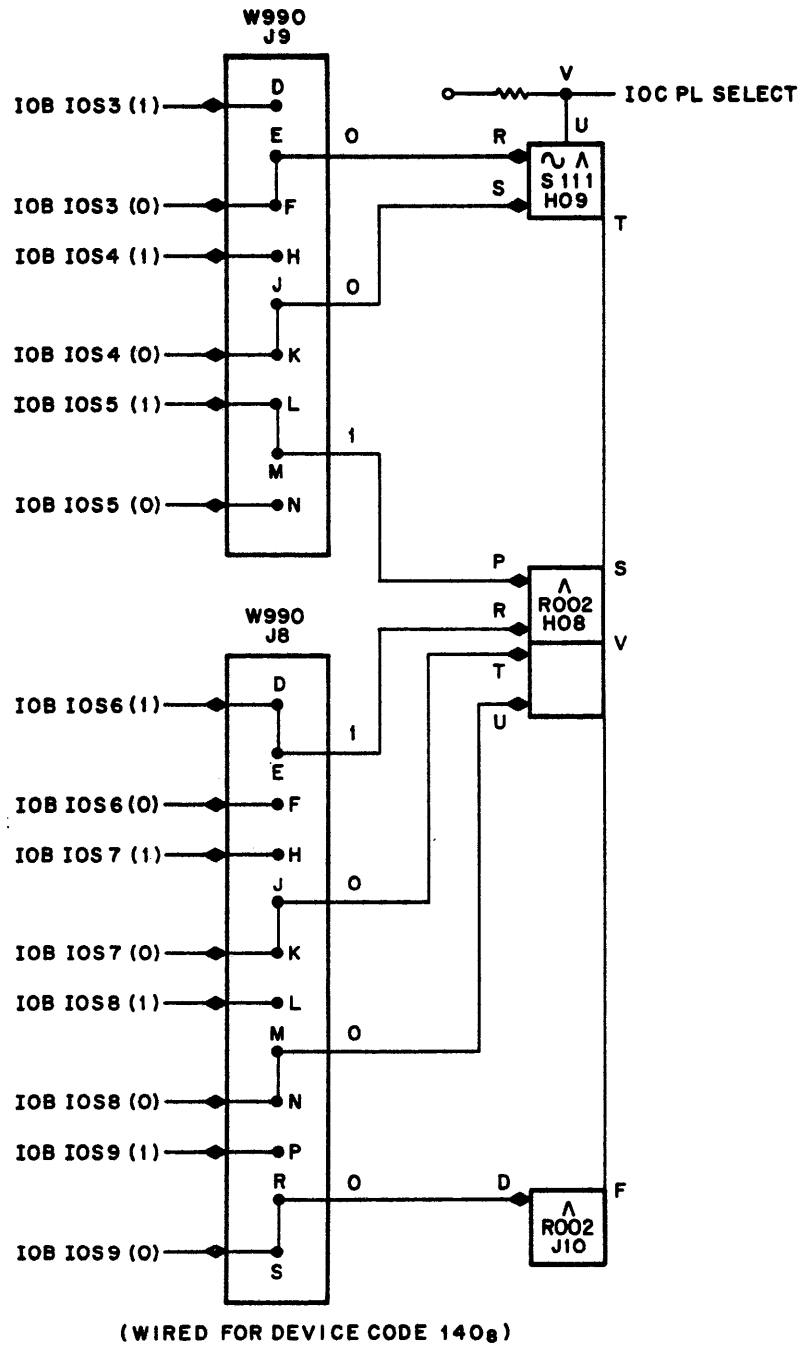 W990
J9
D
IOB IOS3 (1)
E
0
R
IOB IOS3 (0)
F
S
IOB IOS4 (1)
H
J
0
IOB IOS4 (0)
K
IOB IOS5 (1)
L
1
M
IOB IOS5 (0)
N
V
IOC PL SELECT
U
∿ Λ
S111
H09
T
P
S
Λ
R002
H08
R
V
T
U
W990
J8
D
IOB IOS6 (1)
1
E
IOB IOS6 (0)
F
IOB IOS7 (1)
H
J
0
IOB IOS7 (0)
K
IOB IOS8 (1)
L
M
0
IOB IOS8 (0)
N
IOB IOS9 (1)
P
R
0
D
F
Λ
R002
J10
IOB IOS9 (0)
S
(WIRED FOR DEVICE CODE 140₈)